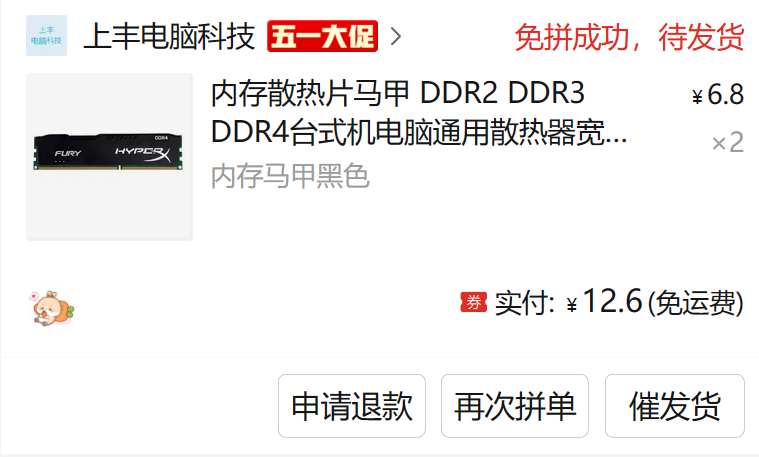 上丰
电脑科技
上丰电脑科技 五一大促
免拼成功，待发货
内存散热片马甲 DDR2 DDR3
DDR4台式机电脑通用散热器宽...
¥6.8
×2
内存马甲黑色
DDR4
FURY HYPERX
券 实付: ¥12.6(免运费)
申请退款 再次拼单 催发货